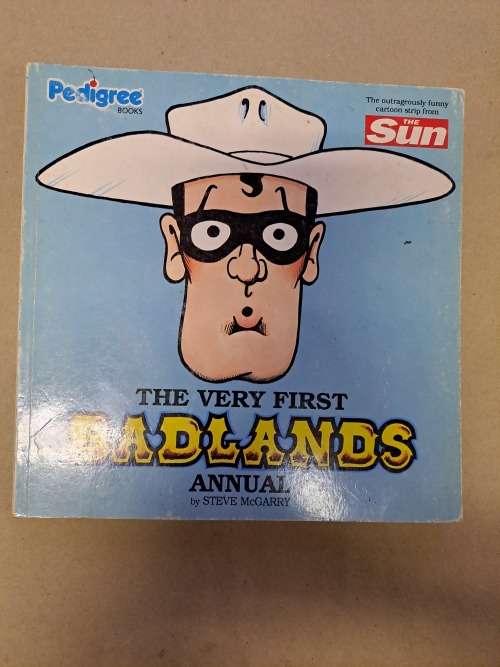 Pedigree
BOOKS
The outrageously funny
cartoon strip from
THE
Sun
THE VERY FIRST
BADLANDS
ANNUAL
by STEVE McGARRY